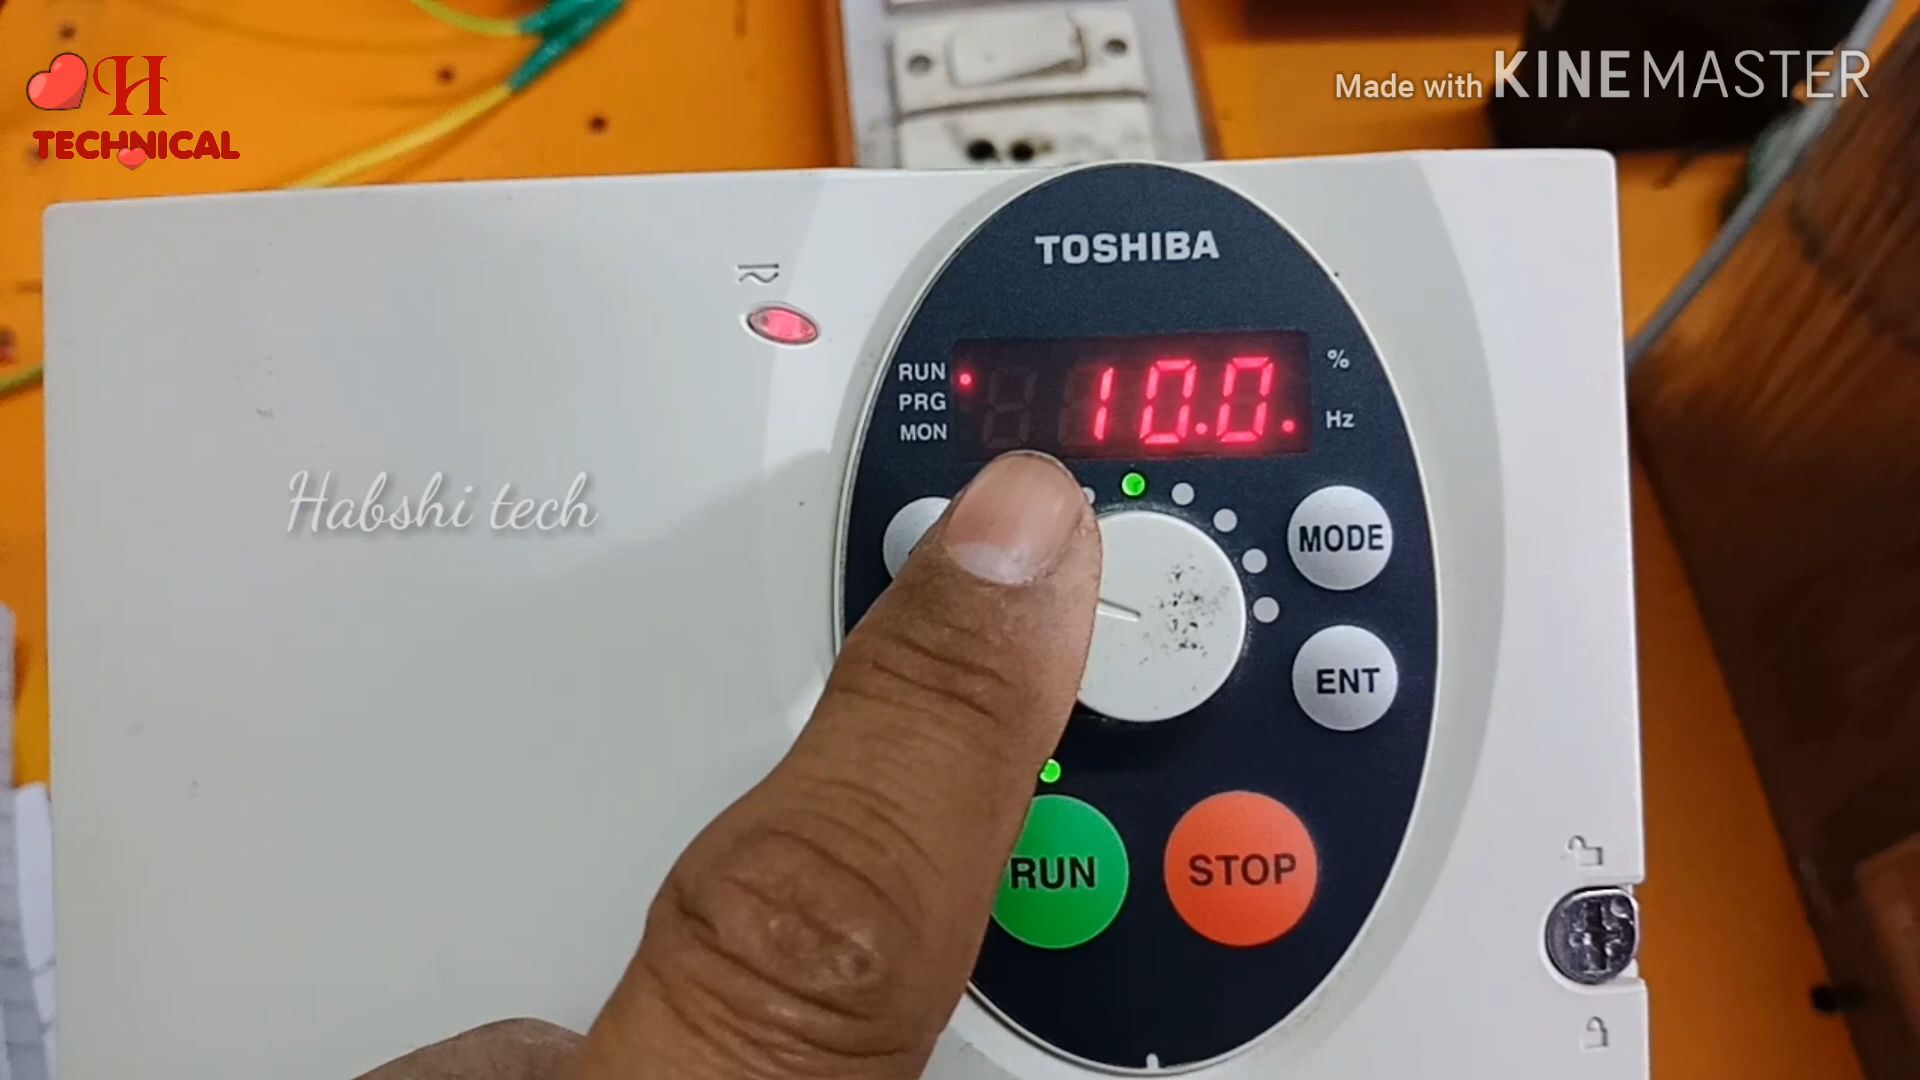 H
TECHNICAL
Made with KINEMASTER
TOSHIBA
RUN
PRG
MON
10.0.
%
Hz
Habshi tech
MODE
ENT
RUN
STOP